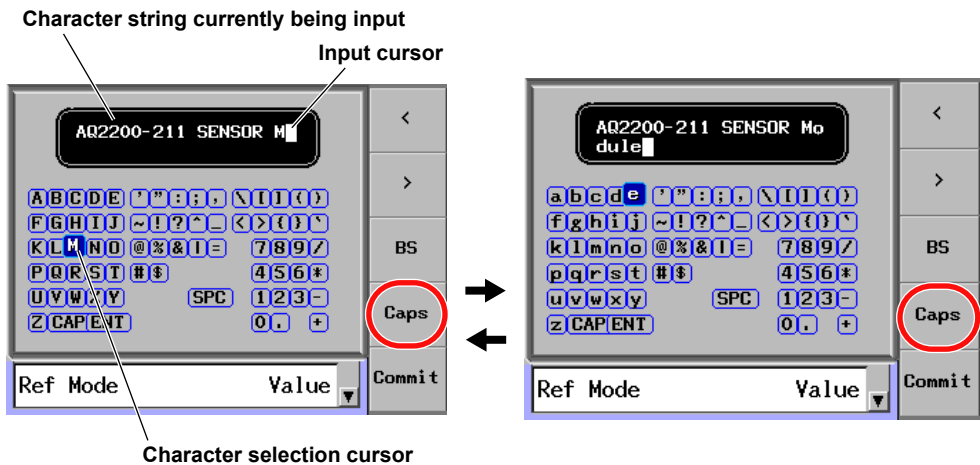 Character string currently being input
Input cursor
AQ2200-211 SENSOR M
A B C D E ' " : ; , \ [ ] ( )
F G H I J ~ ! ? ^ _ < > { } `
K L M N O @ % & | = 7 8 9 /
P Q R S T # $ 4 5 6 *
U V W X Y SPC 1 2 3 -
Z CAP ENT 0 . +
<
>
BS
Caps
Commit
Ref Mode Value
Character selection cursor
AQ2200-211 SENSOR Mo
dule
a b c d e ' " : ; , \ [ ] ( )
f g h i j ~ ! ? ^ _ < > { } `
k l m n o @ % & | = 7 8 9 /
p q r s t # $ 4 5 6 *
u v w x y SPC 1 2 3 -
z CAP ENT 0 . +
<
>
BS
Caps
Commit
Ref Mode Value